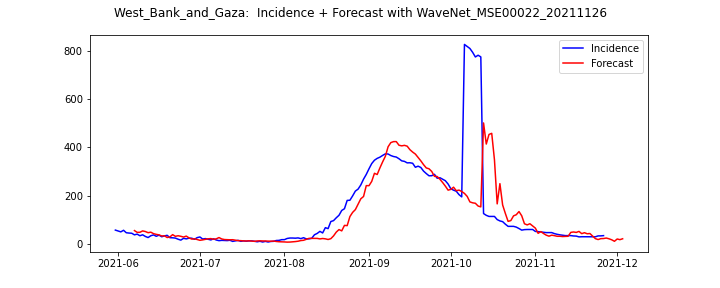 West_Bank_and_Gaza:  Incidence + Forecast with WaveNet_MSE00022_20211126
Incidence
Forecast
800
600
400
200
0
2021-06 2021-07 2021-08 2021-09 2021-10 2021-11 2021-12